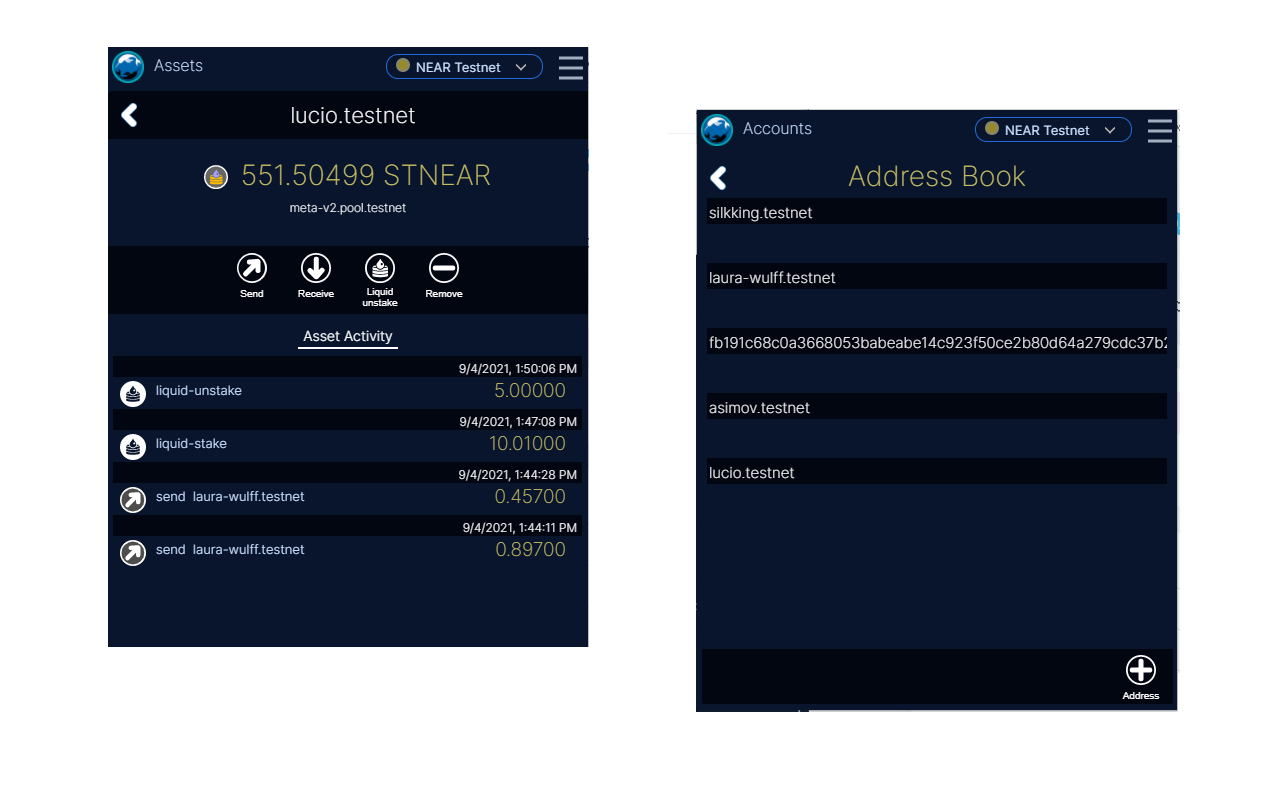 Assets
NEAR Testnet
lucio.testnet
551.50499 STNEAR
meta-v2.pool.testnet
Send
Receive
Liquid
unstake
Remove
Asset Activity
9/4/2021, 1:50:06 PM
liquid-unstake 5.00000
9/4/2021, 1:47:08 PM
liquid-stake 10.01000
9/4/2021, 1:44:28 PM
send laura-wulff.testnet 0.45700
9/4/2021, 1:44:11 PM
send laura-wulff.testnet 0.89700
Accounts
NEAR Testnet
Address Book
silkking.testnet
laura-wulff.testnet
fb191c68c0a3668053babeabe14c923f50ce2b80d64a279cdc37b2
asimov.testnet
lucio.testnet
Address